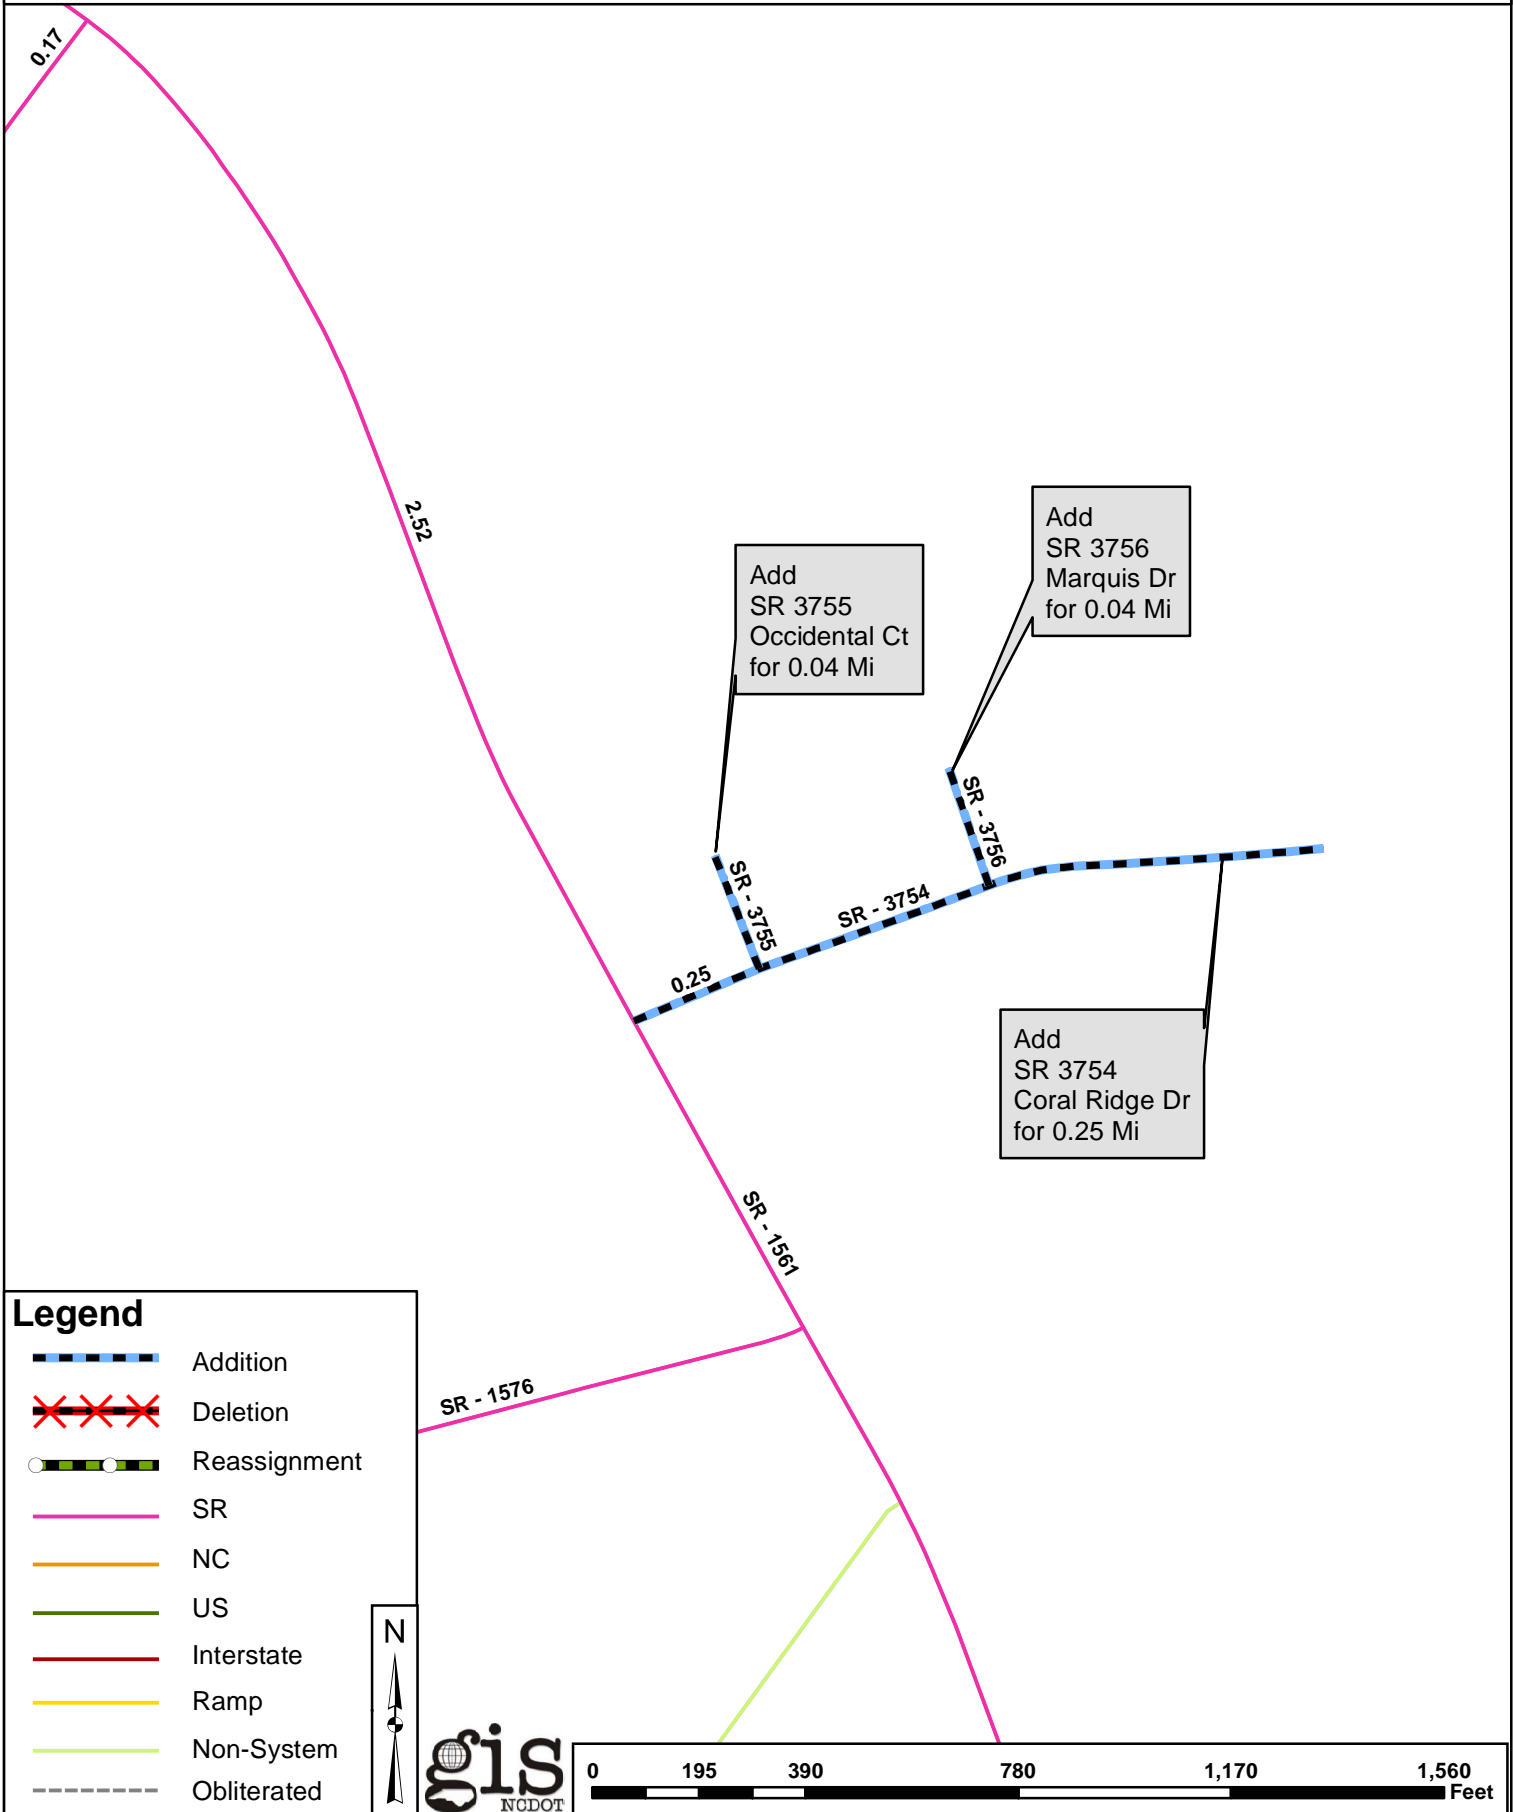 0.17
2.52
Add
SR 3756
Marquis Dr
for 0.04 Mi
Add
SR 3755
Occidental Ct
for 0.04 Mi
SR - 3756
SR - 3755
SR - 3754
0.25
Add
SR 3754
Coral Ridge Dr
for 0.25 Mi
SR - 1561
SR - 1576
Legend
Addition
Deletion
Reassignment
SR
NC
US
Interstate
Ramp
Non-System
Obliterated
N
gis
NCDOT
0 195 390 780 1,170 1,560
Feet